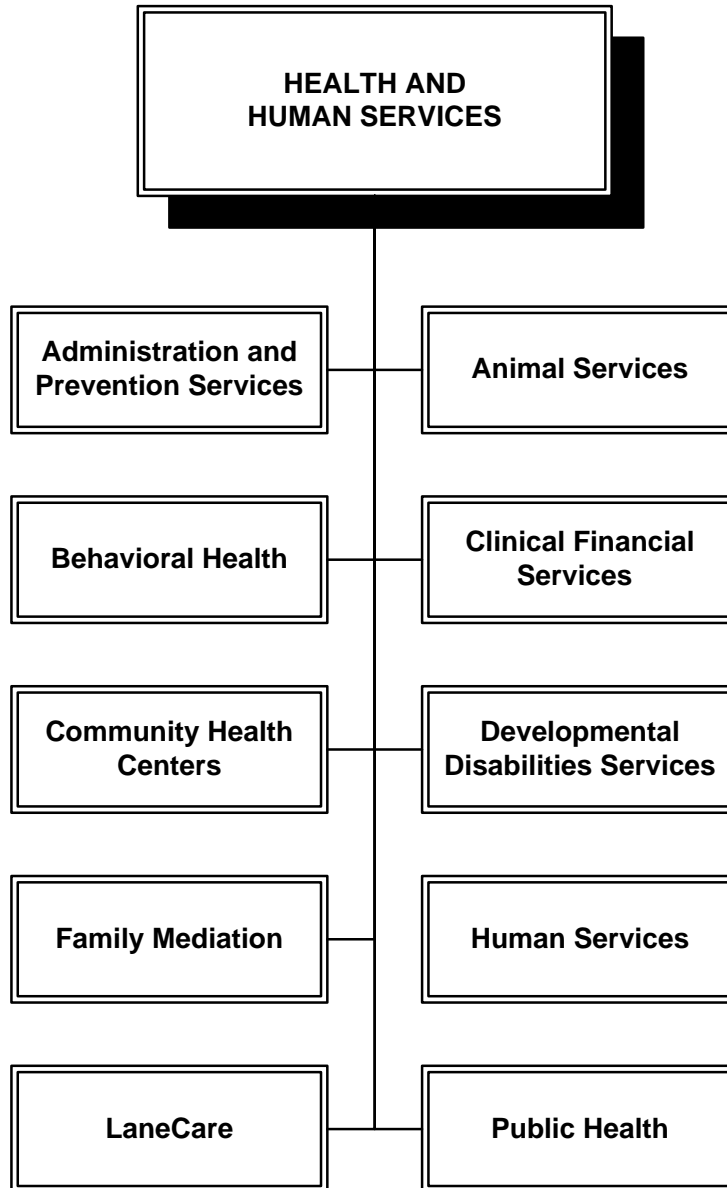 HEALTH AND
HUMAN SERVICES
Administration and
Prevention Services
Animal Services
Behavioral Health
Clinical Financial
Services
Community Health
Centers
Developmental
Disabilities Services
Family Mediation
Human Services
LaneCare
Public Health